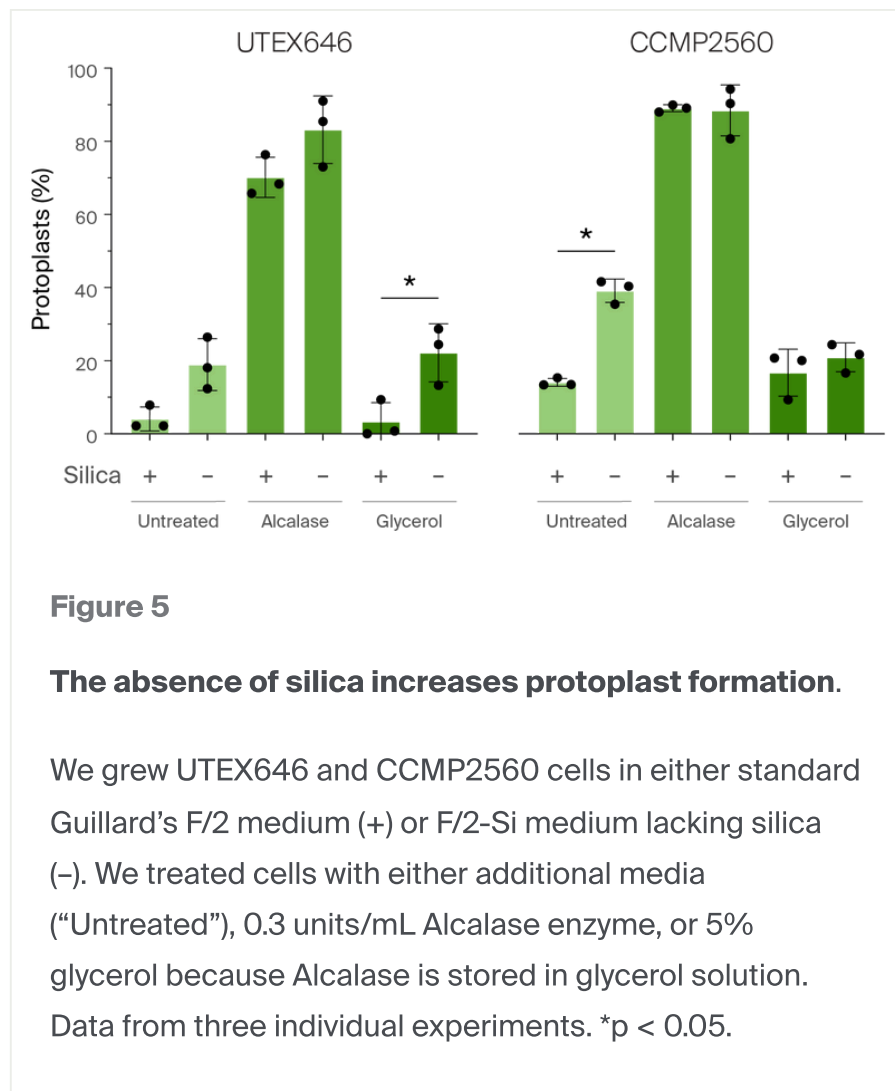 UTEX646 CCMP2560
Protoplasts (%)
100
80
60
40
20
0
*
*
Silica + − + − + − + − + − + −
Untreated Alcalase Glycerol Untreated Alcalase Glycerol
Figure 5
The absence of silica increases protoplast formation.
We grew UTEX646 and CCMP2560 cells in either standard
Guillard’s F/2 medium (+) or F/2-Si medium lacking silica
(–). We treated cells with either additional media
(“Untreated”), 0.3 units/mL Alcalase enzyme, or 5%
glycerol because Alcalase is stored in glycerol solution.
Data from three individual experiments. *p < 0.05.